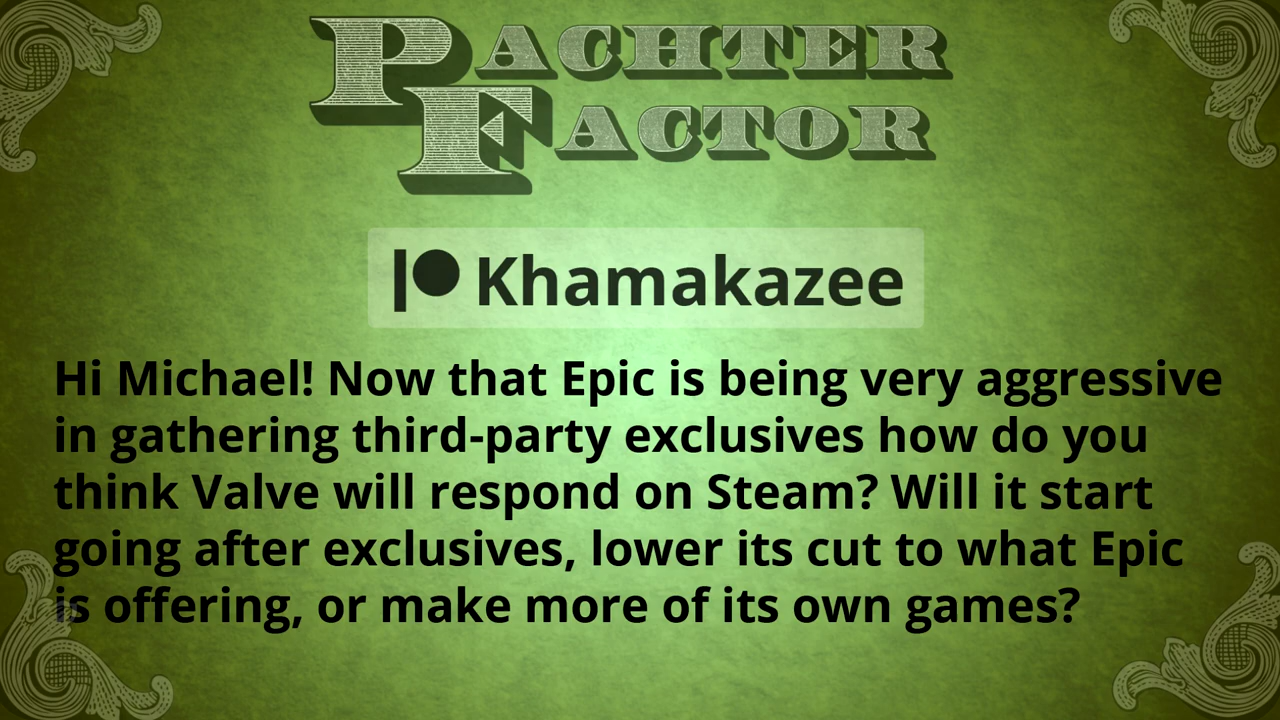 PACHTER
FACTOR
Khamakazee
Hi Michael! Now that Epic is being very aggressive
in gathering third-party exclusives how do you
think Valve will respond on Steam? Will it start
going after exclusives, lower its cut to what Epic
is offering, or make more of its own games?